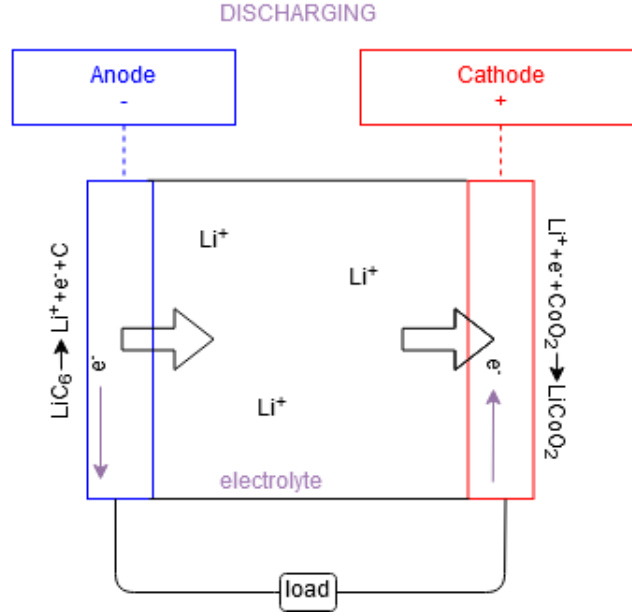 DISCHARGING
Anode
-
Cathode
+
Li⁺
Li⁺
Li⁺
LiC₆→Li⁺+e⁻+C
e⁻
e⁻
Li⁺+e⁻+CoO₂→LiCoO₂
electrolyte
load